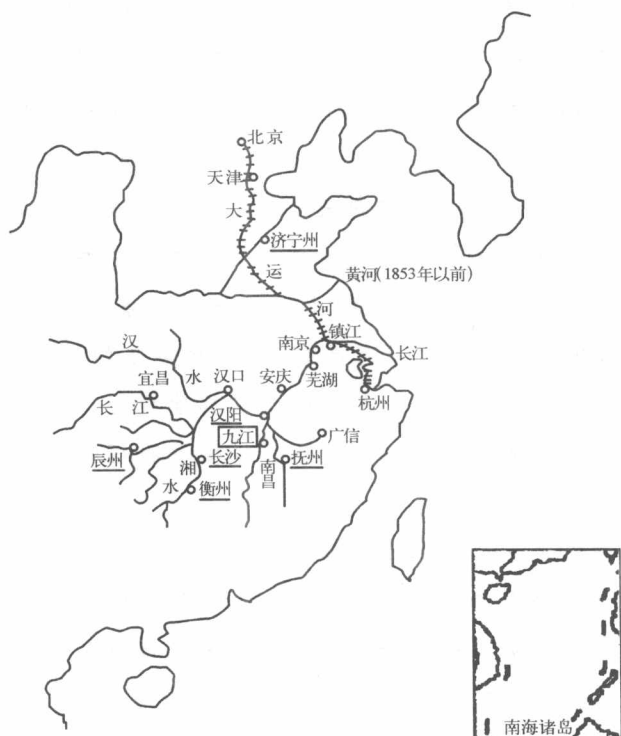 北京
天津
大
济宁州
运
黄河(1853年以前)
河
镇江
汉
南京
长江
宜昌
水
汉口
安庆
芜湖
杭州
长 江
汉阳
九江
广信
辰州
湘
长沙
南昌
抚州
水
衡州
南海诸岛